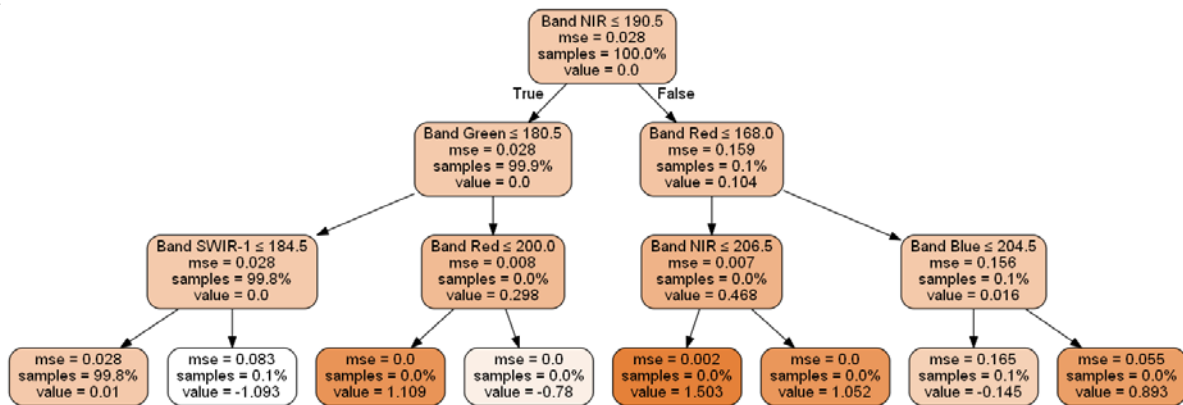 Band NIR ≤ 190.5
mse = 0.028
samples = 100.0%
value = 0.0
True
False
Band Green ≤ 180.5
mse = 0.028
samples = 99.9%
value = 0.0
Band Red ≤ 168.0
mse = 0.159
samples = 0.1%
value = 0.104
Band SWIR-1 ≤ 184.5
mse = 0.028
samples = 99.8%
value = 0.0
Band Red ≤ 200.0
mse = 0.008
samples = 0.0%
value = 0.298
Band NIR ≤ 206.5
mse = 0.007
samples = 0.0%
value = 0.468
Band Blue ≤ 204.5
mse = 0.156
samples = 0.1%
value = 0.016
mse = 0.028
samples = 99.8%
value = 0.01
mse = 0.083
samples = 0.1%
value = -1.093
mse = 0.0
samples = 0.0%
value = 1.109
mse = 0.0
samples = 0.0%
value = -0.78
mse = 0.002
samples = 0.0%
value = 1.503
mse = 0.0
samples = 0.0%
value = 1.052
mse = 0.165
samples = 0.1%
value = -0.145
mse = 0.055
samples = 0.0%
value = 0.893